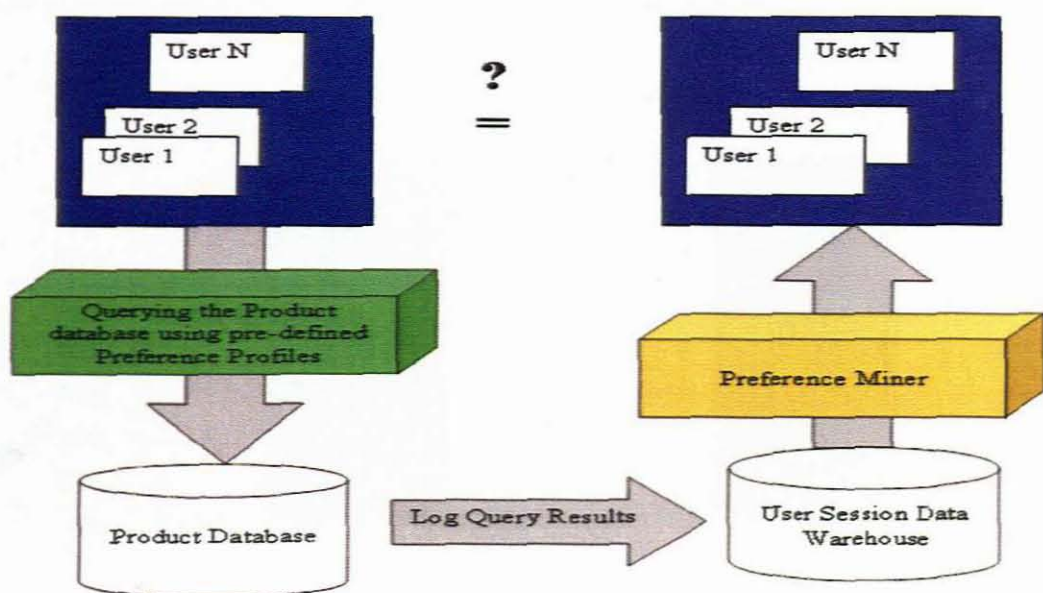 User N
User 2
User 1
?
=
User N
User 2
User 1
Querying the Product
database using pre-defined
Preference Profiles
Preference Miner
Product Database
Log Query Results
User Session Data
Warehouse